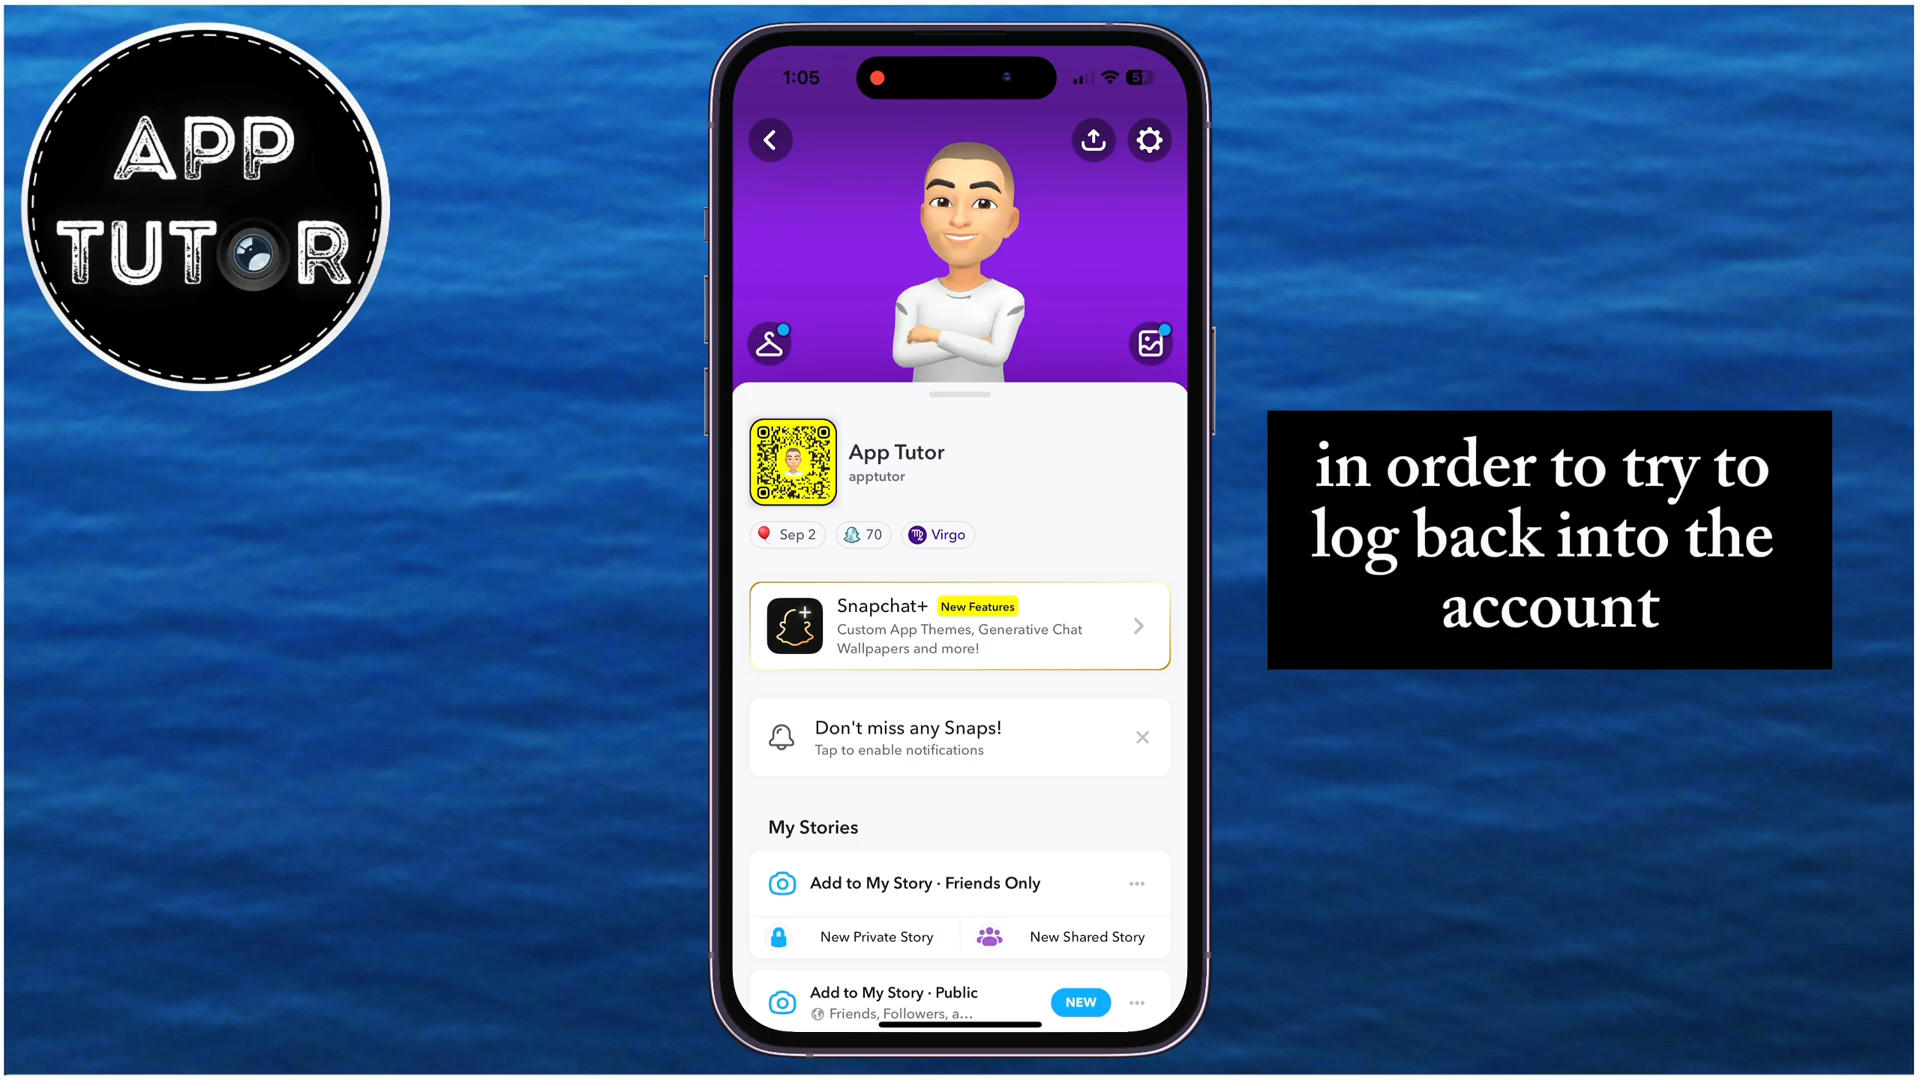 APP
TUTOR
1:05
57
App Tutor
apptutor
Sep 2
70
Virgo
Snapchat+ New Features
Custom App Themes, Generative Chat
Wallpapers and more!
Don't miss any Snaps!
Tap to enable notifications
My Stories
Add to My Story · Friends Only
New Private Story
New Shared Story
Add to My Story · Public
NEW
Friends, Followers, a...
in order to try to
log back into the
account